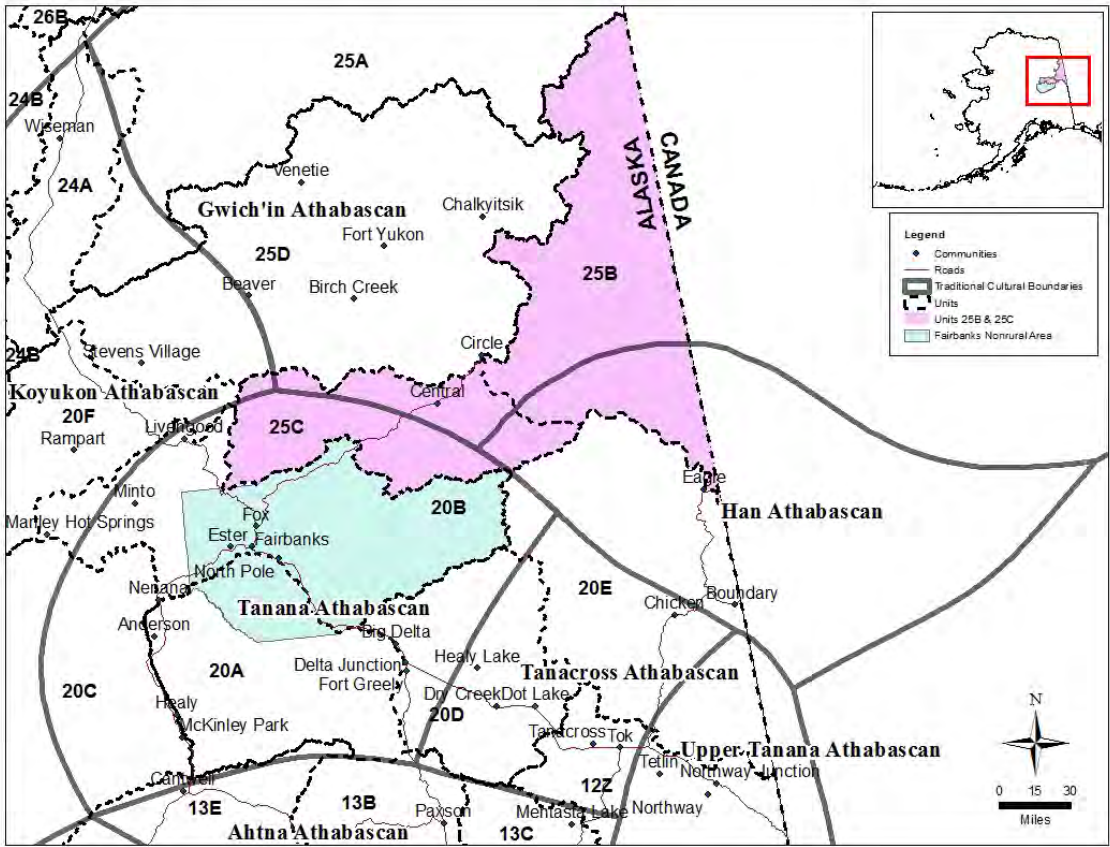 26B
25A
24B
Wiseman
24A
Venetie
Gwich'in Athabascan
Chalkyitsik
Fort Yukon
25D
Beaver
Birch Creek
25B
ALASKA
CANADA
Legend
Communities
Roads
Traditional Cultural Boundaries
Units
Units 25B & 25C
Fairbanks Nonrural Area
24B
Stevens Village
Circle
Koyukon Athabascan
Central
20F
Rampart
Livengood
25C
Minto
Manley Hot Springs
Eagle
Han Athabascan
20B
Fox
Ester
Fairbanks
North Pole
Nenana
Tanana Athabascan
20E
Chicken
Boundary
Anderson
Big Delta
20A
Delta Junction
Healy Lake
Fort Greely
Tanacross Athabascan
20C
Dry Creek
Dot Lake
20D
Healy
McKinley Park
Tanacross
Tok
Upper Tanana Athabascan
Tetlin
Northway Junction
Cantwell
12Z
Northway
13E
13B
Paxson
Mentasta Lake
13C
Ahtna Athabascan
N
0 15 30
Miles